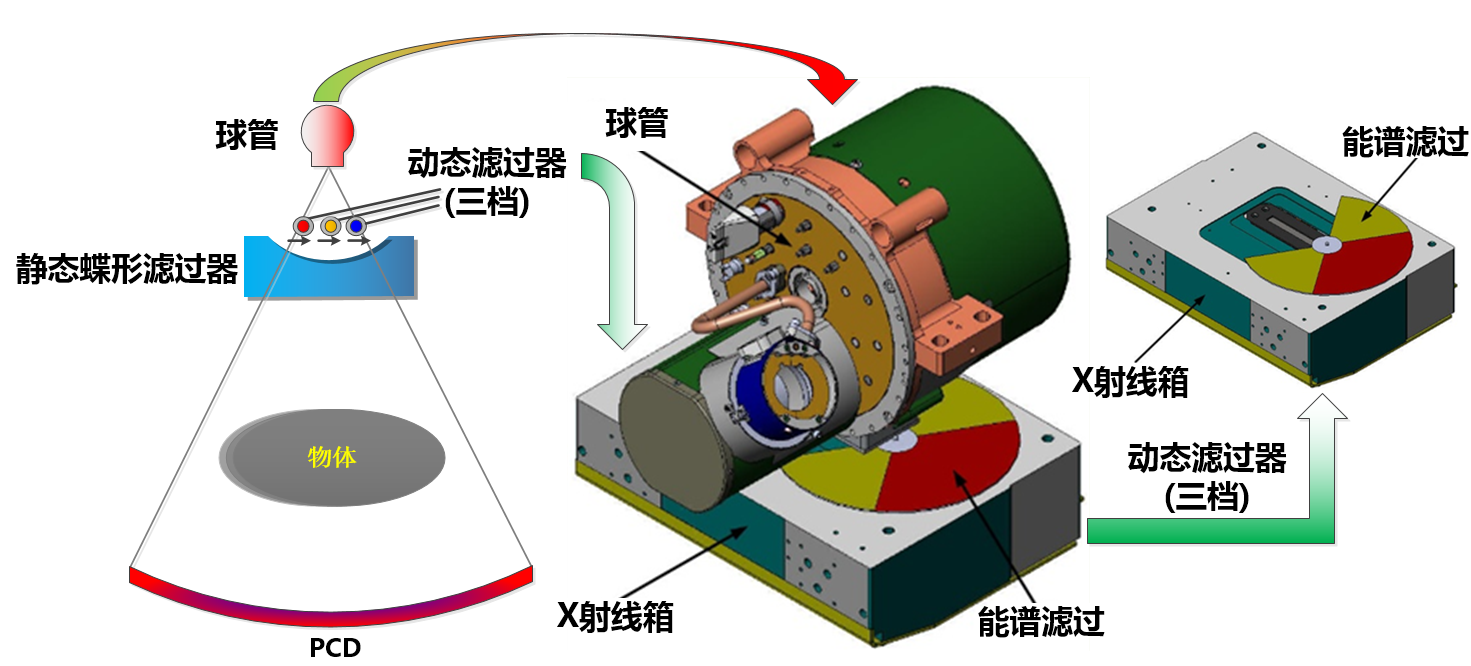 球管
动态滤过器
(三档)
静态蝶形滤过器
物体
PCD
球管
X射线箱
能谱滤过
动态滤过器
(三档)
能谱滤过
X射线箱